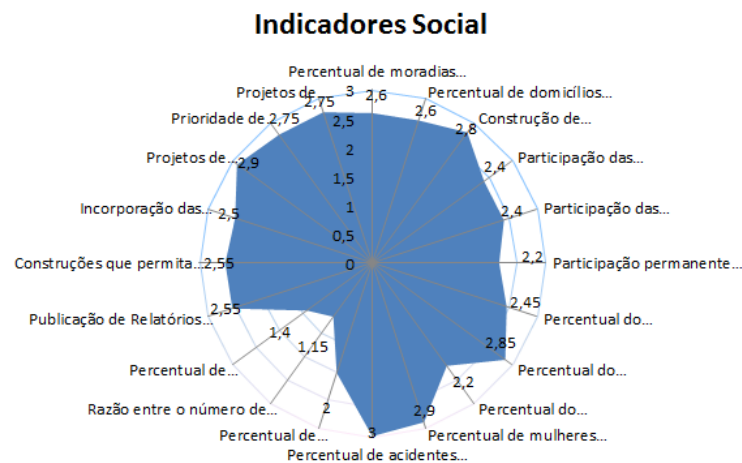 Indicadores Social
Percentual de moradias...
Percentual de domicílios...
Construção de...
Participação das...
Participação das...
Participação permanente...
Percentual do...
Percentual do...
Percentual do...
Percentual de mulheres...
Percentual de acidentes...
Percentual de...
Razão entre o número de...
Percentual de...
Publicação de Relatórios...
Construções que permita...
Incorporação das...
Projetos de...
Prioridade de...
Projetos de...
2,6
2,6
2,8
2,4
2,4
2,2
2,45
2,85
2,2
2,9
3
2
1,15
1,4
2,55
2,55
2,5
2,9
2,75
2,75
3
2,5
2
1,5
1
0,5
0